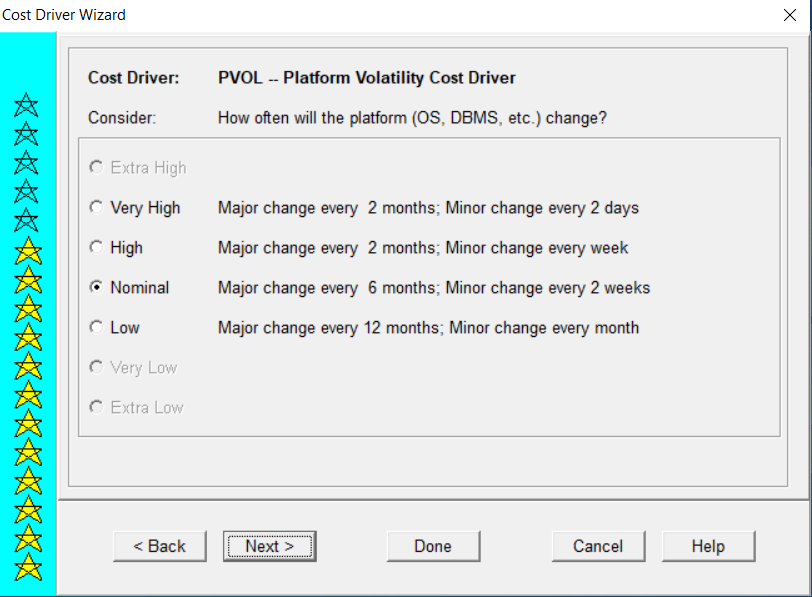 Cost Driver Wizard
Cost Driver: PVOL -- Platform Volatility Cost Driver
Consider: How often will the platform (OS, DBMS, etc.) change?
Extra High
Very High Major change every  2 months; Minor change every 2 days
High Major change every  2 months; Minor change every week
Nominal Major change every  6 months; Minor change every 2 weeks
Low Major change every 12 months; Minor change every month
Very Low
Extra Low
< Back Next > Done Cancel Help